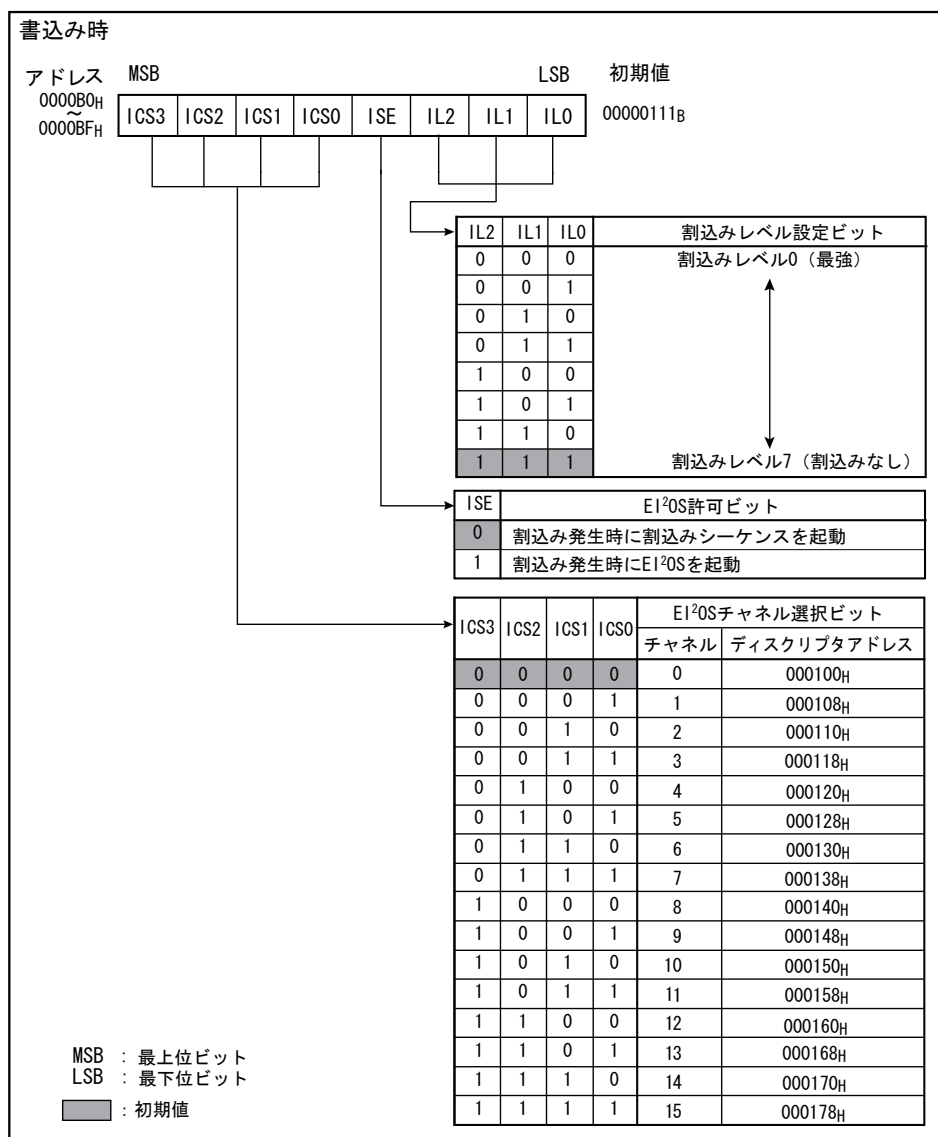 書込み時
アドレス MSB LSB 初期値
0000B0H
～
0000BFH
ICS3 ICS2 ICS1 ICS0 ISE IL2 IL1 IL0 00000111B
IL2 IL1 IL0 割込みレベル設定ビット
0 0 0 割込みレベル0（最強）
0 0 1
0 1 0
0 1 1
1 0 0
1 0 1
1 1 0
1 1 1 割込みレベル7（割込みなし）
ISE EI²OS許可ビット
0 割込み発生時に割込みシーケンスを起動
1 割込み発生時にEI²OSを起動
ICS3 ICS2 ICS1 ICS0 EI²OSチャネル選択ビット
チャネル ディスクリプタアドレス
0 0 0 0 0 000100H
0 0 0 1 1 000108H
0 0 1 0 2 000110H
0 0 1 1 3 000118H
0 1 0 0 4 000120H
0 1 0 1 5 000128H
0 1 1 0 6 000130H
0 1 1 1 7 000138H
1 0 0 0 8 000140H
1 0 0 1 9 000148H
1 0 1 0 10 000150H
1 0 1 1 11 000158H
1 1 0 0 12 000160H
1 1 0 1 13 000168H
1 1 1 0 14 000170H
1 1 1 1 15 000178H
MSB ：最上位ビット
LSB ：最下位ビット
：初期値